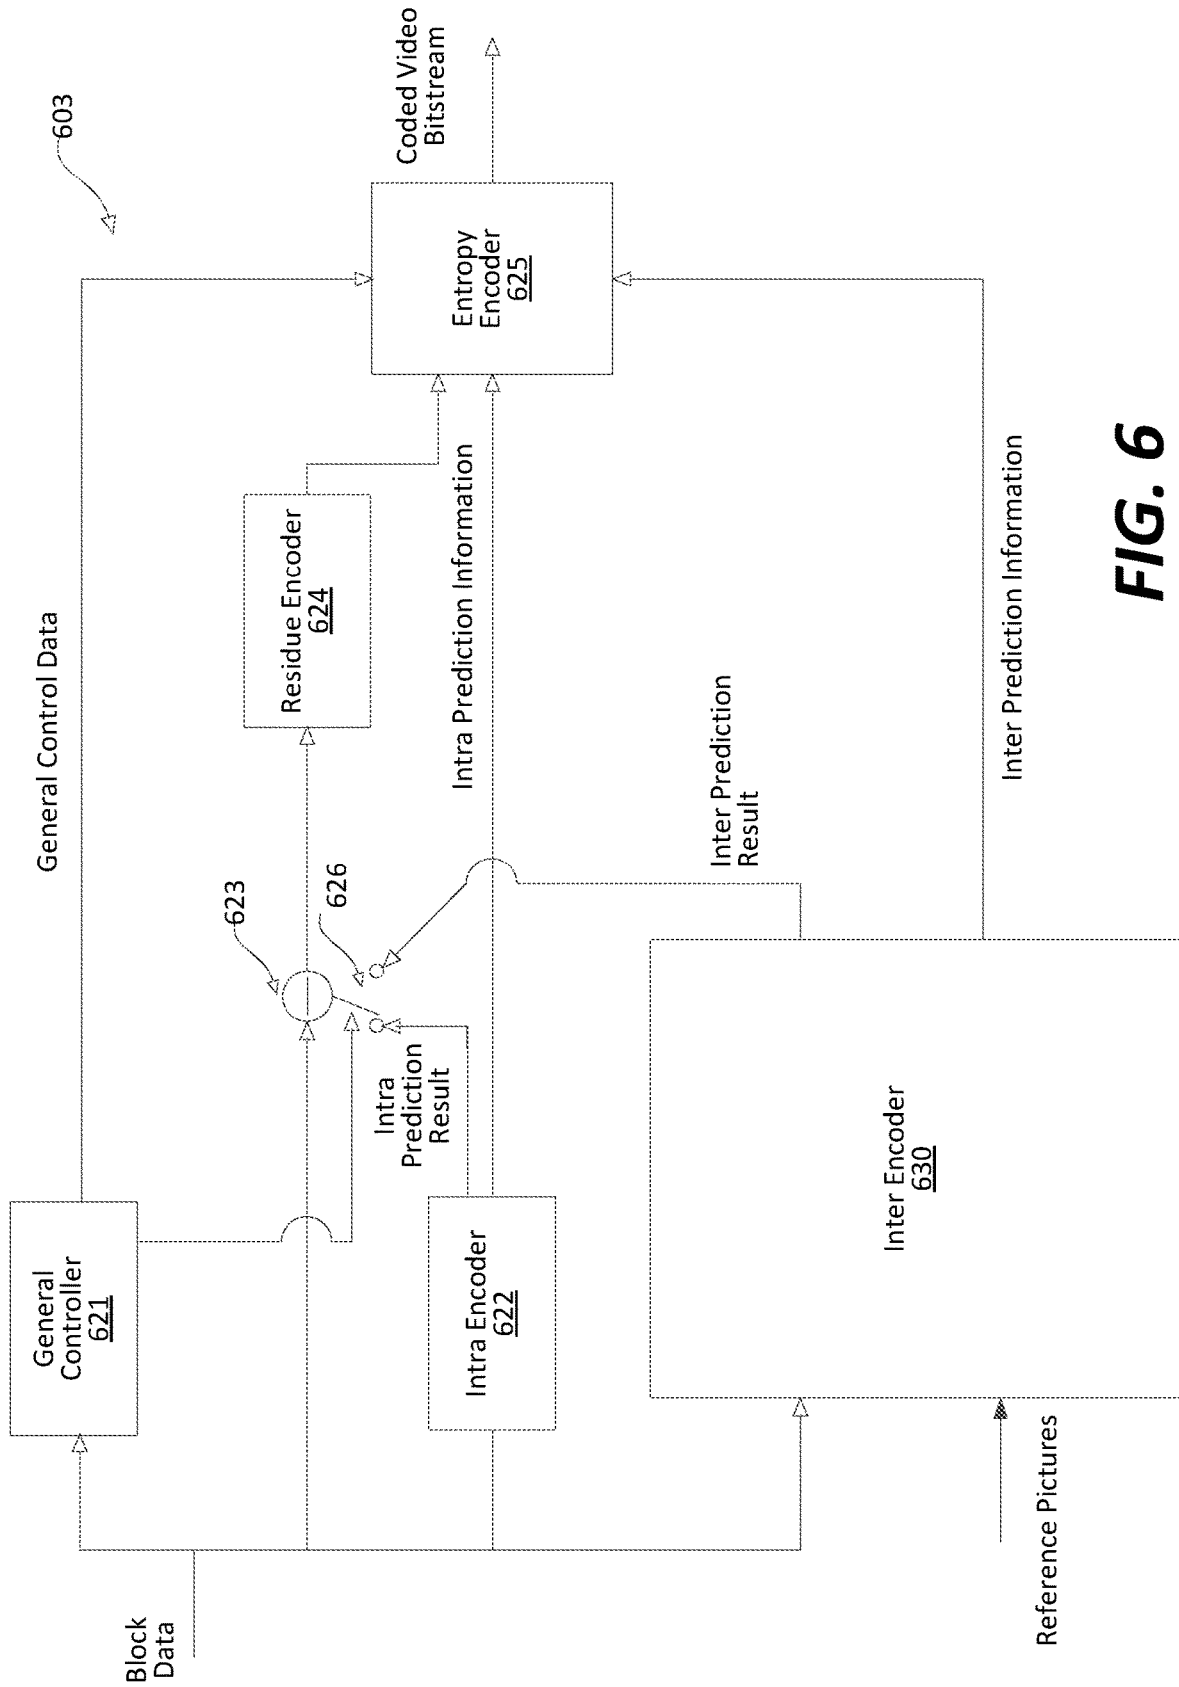 603
General Control Data
General
Controller
621
Block
Data
623
626
Residue Encoder
624
Coded Video
Bitstream
Entropy
Encoder
625
Intra
Prediction
Result
Intra Prediction Information
Intra Encoder
622
Inter Prediction
Result
Inter Encoder
630
Inter Prediction Information
Reference Pictures
FIG. 6